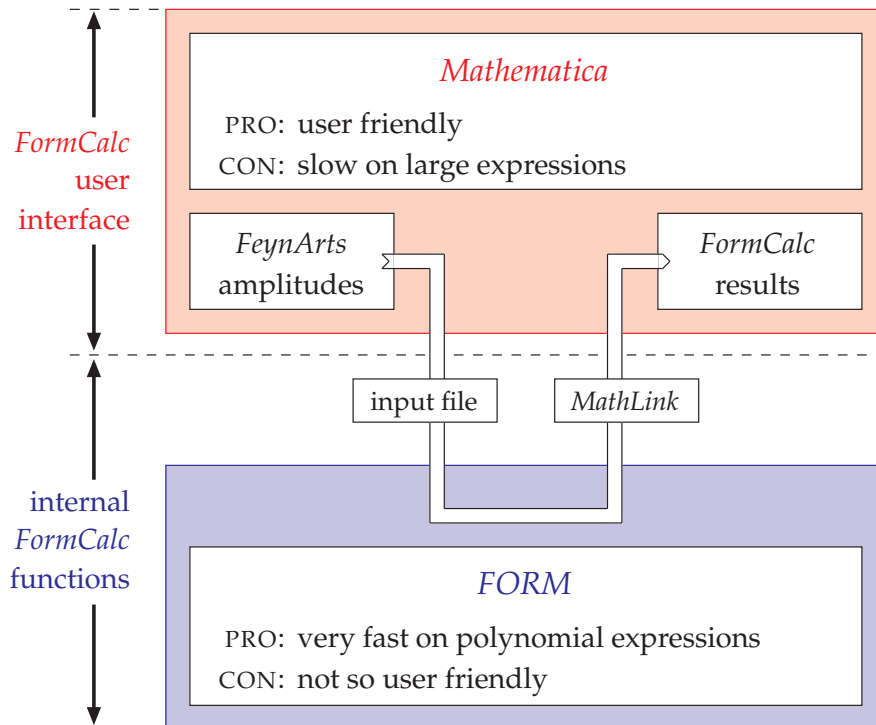 Mathematica
PRO: user friendly
CON: slow on large expressions
FormCalc
user
interface
FeynArts
amplitudes
FormCalc
results
input file
MathLink
internal
FormCalc
functions
FORM
PRO: very fast on polynomial expressions
CON: not so user friendly